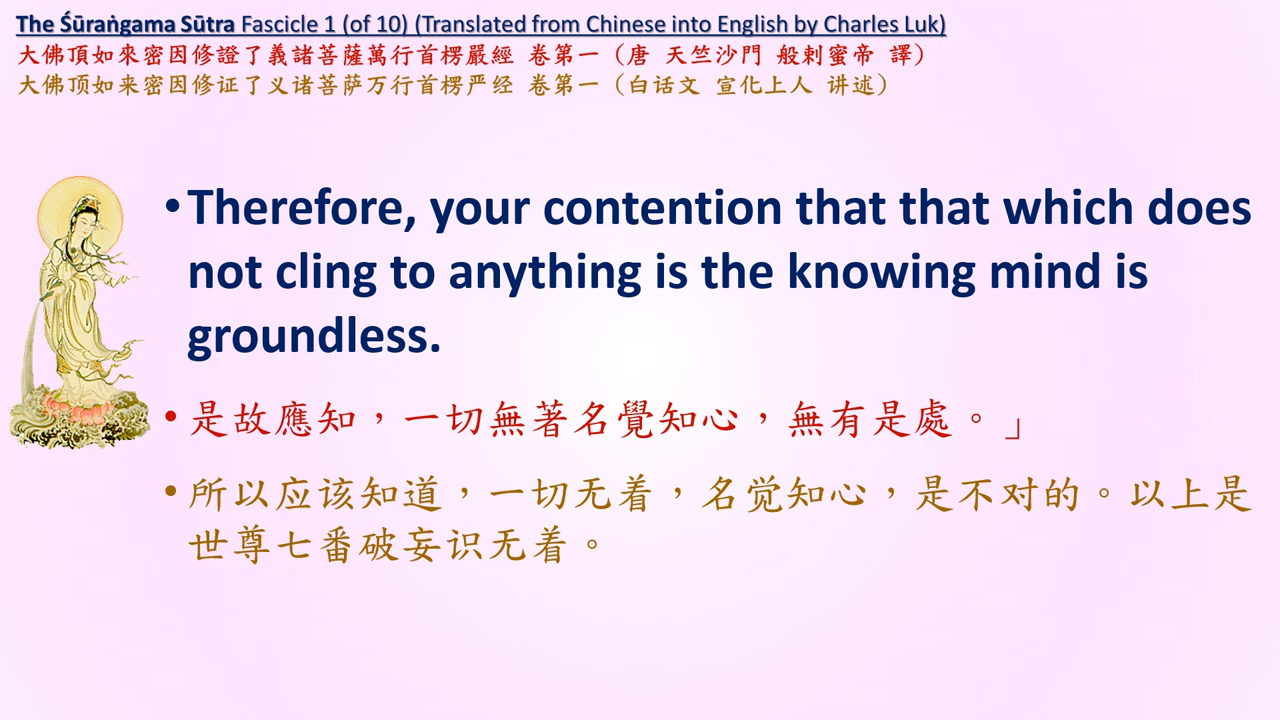 The Śūraṅgama Sūtra Fascicle 1 (of 10) (Translated from Chinese into English by Charles Luk)
大佛頂如來密因修證了義諸菩薩萬行首楞嚴經 卷第一（唐 天竺沙門 般剌蜜帝 譯）
大佛顶如来密因修证了义诸菩萨万行首楞严经 卷第一（白话文 宣化上人 讲述）
•Therefore, your contention that that which does
not cling to anything is the knowing mind is
groundless.
•是故應知，一切無著名覺知心，無有是處。」
•所以应该知道，一切无着，名觉知心，是不对的。以上是
世尊七番破妄识无着。